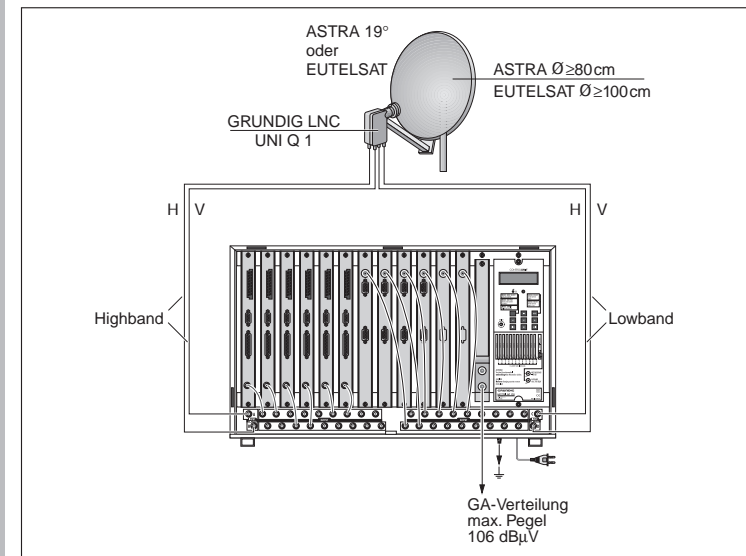 ASTRA 19°
oder
EUTELSAT
ASTRA Ø≥80cm
EUTELSAT Ø≥100cm
GRUNDIG LNC
UNI Q 1
H V
H V
Highband
Lowband
GA-Verteilung
max. Pegel
106 dBµV